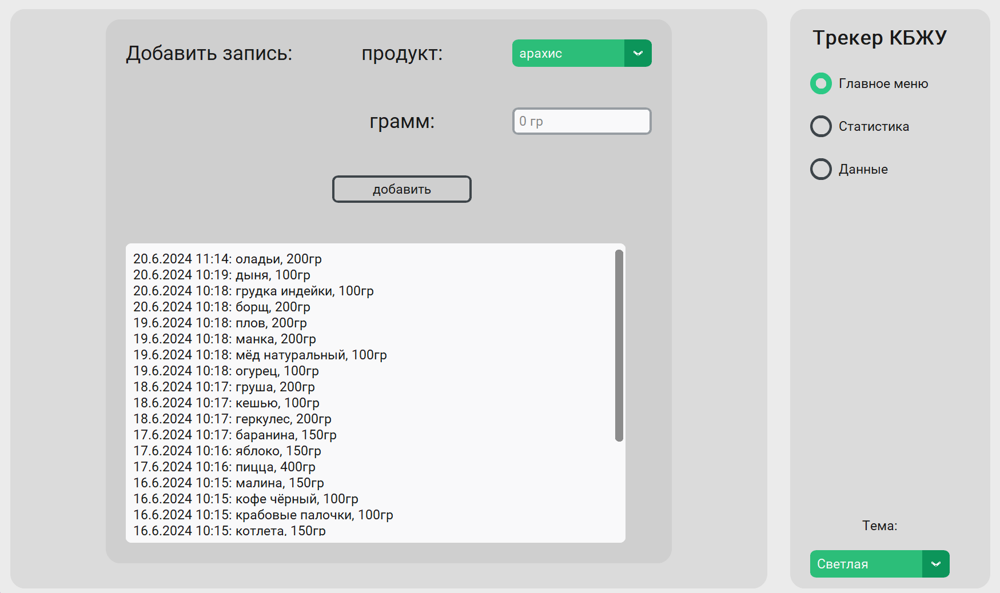 Добавить запись:
продукт:
арахис
грамм:
0 гр
добавить
20.6.2024 11:14: оладьи, 200гр
20.6.2024 10:19: дыня, 100гр
20.6.2024 10:18: грудка индейки, 100гр
20.6.2024 10:18: борщ, 200гр
19.6.2024 10:18: плов, 200гр
19.6.2024 10:18: манка, 200гр
19.6.2024 10:18: мёд натуральный, 100гр
19.6.2024 10:18: огурец, 100гр
18.6.2024 10:17: груша, 200гр
18.6.2024 10:17: кешью, 100гр
18.6.2024 10:17: геркулес, 200гр
17.6.2024 10:17: баранина, 150гр
17.6.2024 10:16: яблоко, 150гр
17.6.2024 10:16: пицца, 400гр
16.6.2024 10:15: малина, 150гр
16.6.2024 10:15: кофе чёрный, 100гр
16.6.2024 10:15: крабовые палочки, 100гр
16.6.2024 10:15: котлета, 150гр
Трекер КБЖУ
Главное меню
Статистика
Данные
Тема:
Светлая